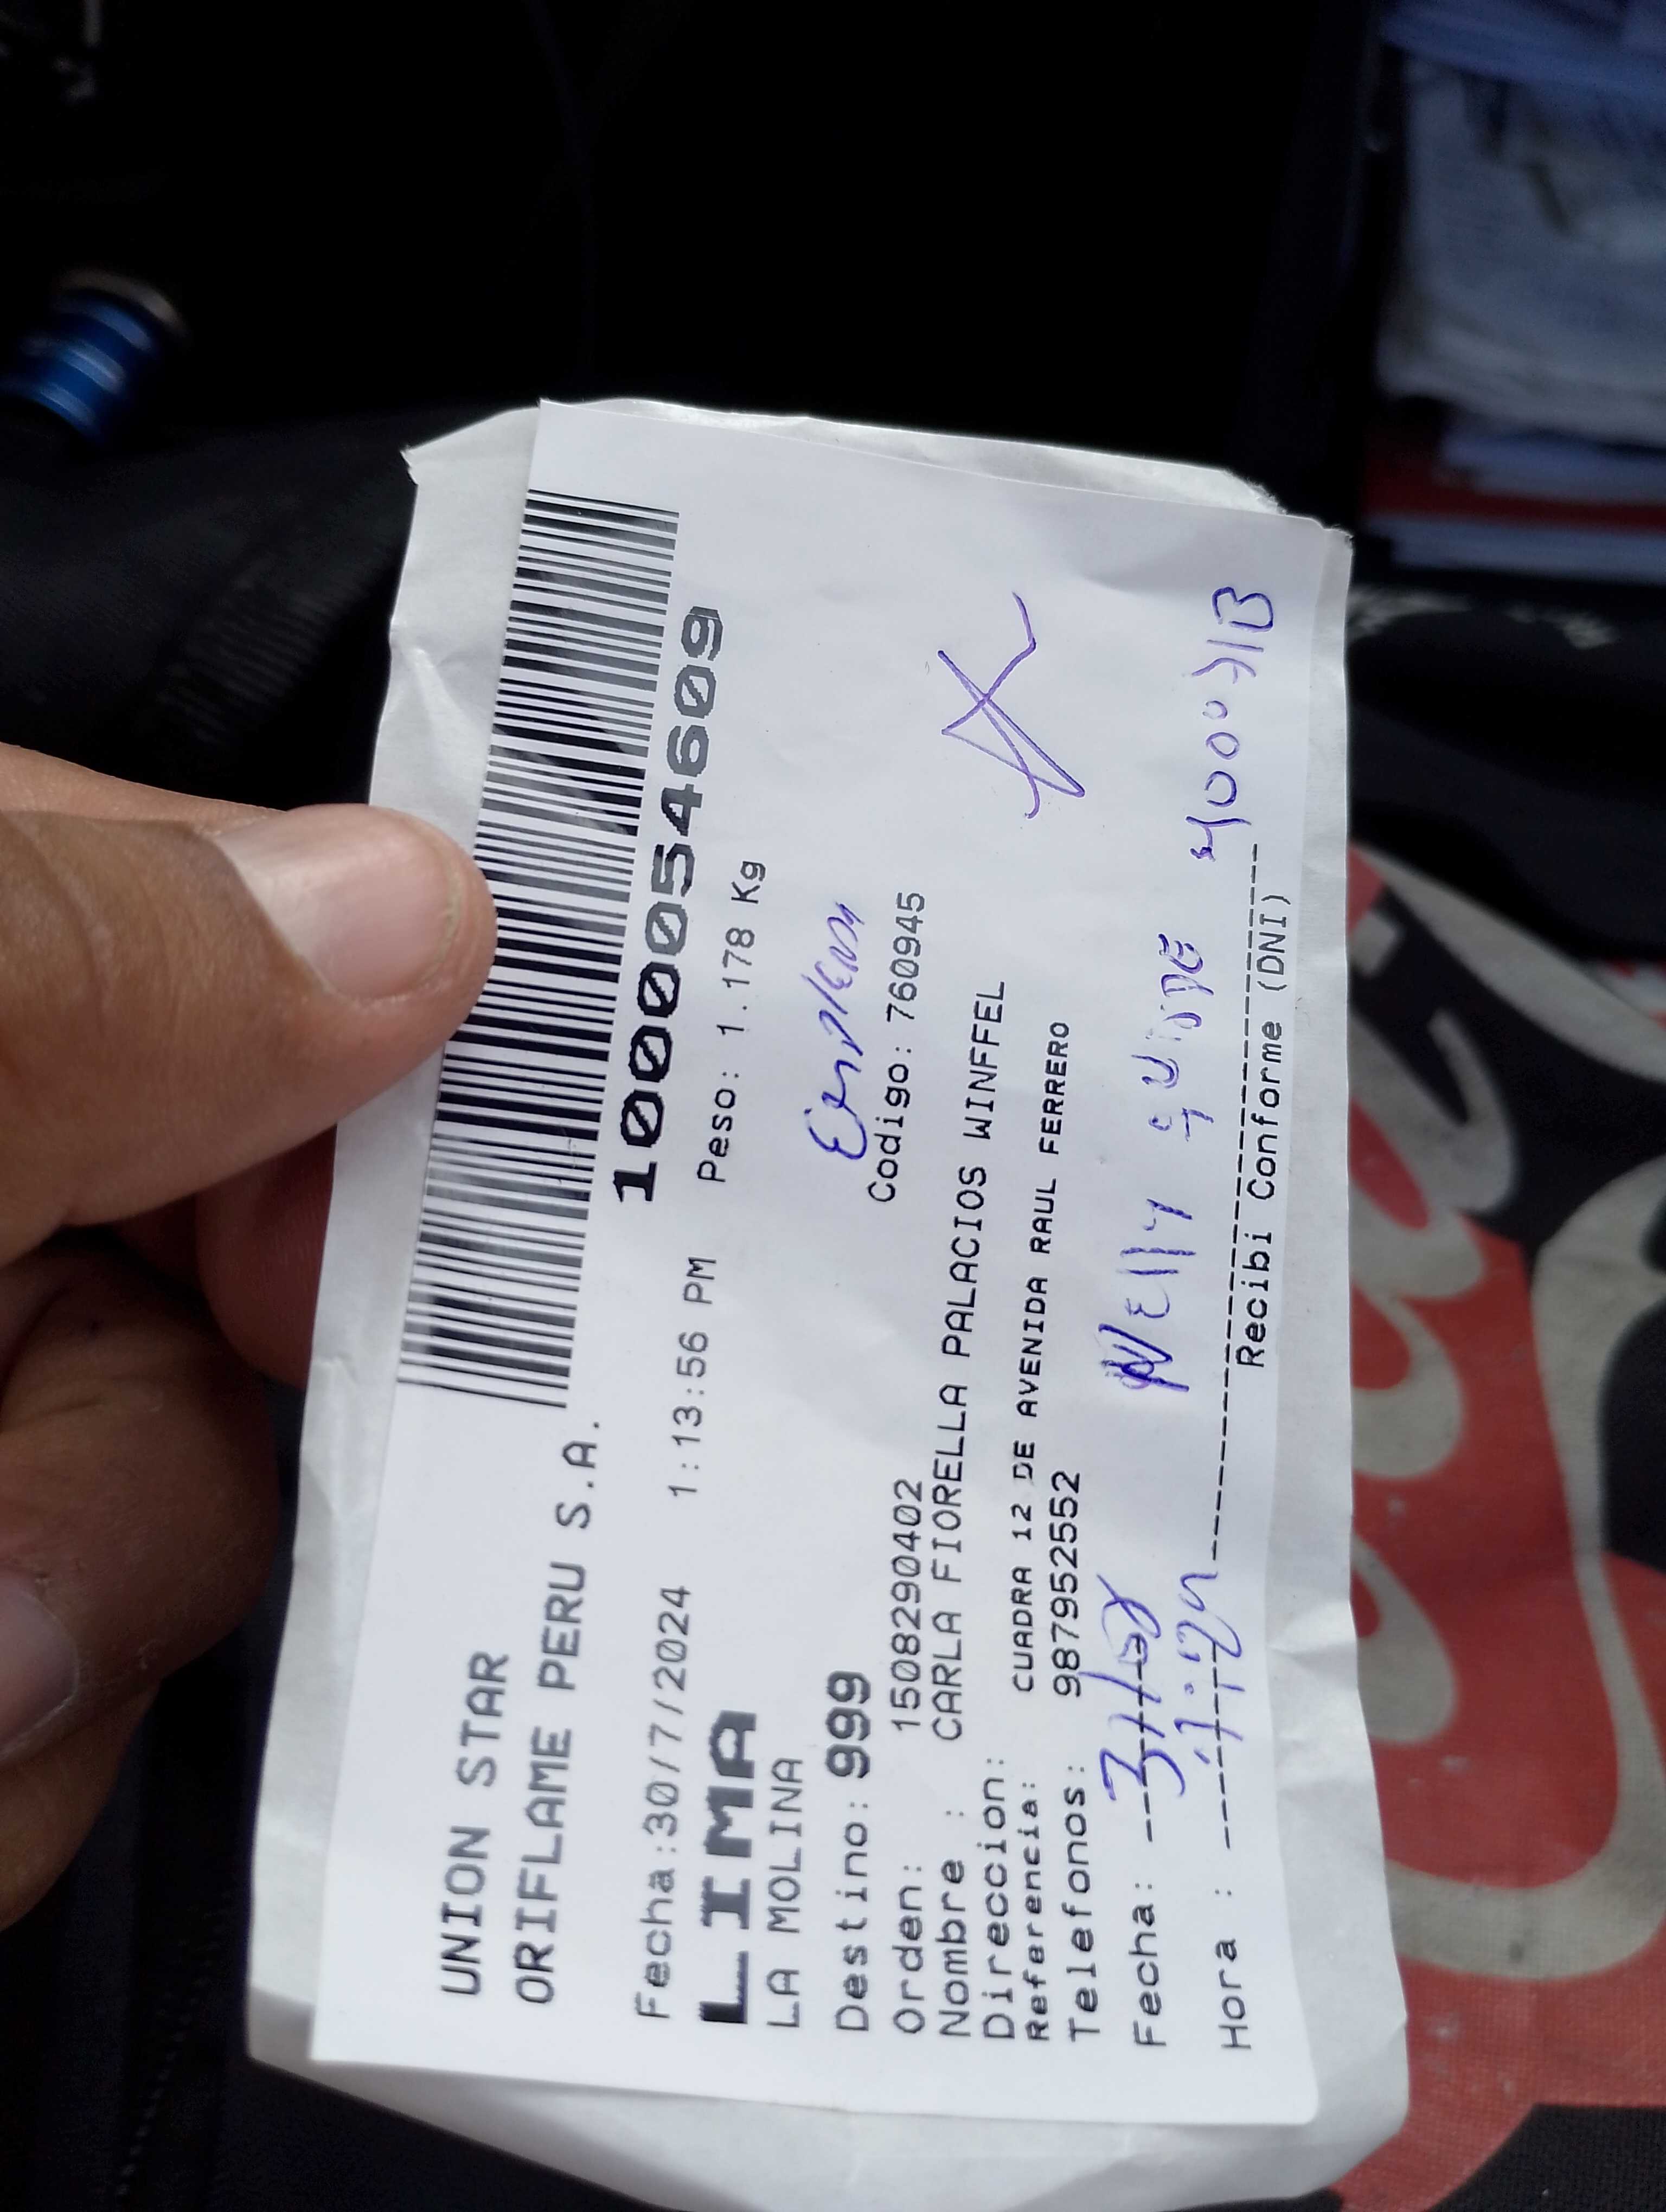 UNION STAR
ORIFLAME PERU S.A.
1000054609
Fecha:30/7/2024 1:13:56 PM Peso: 1.178 Kg
LIMA
LA MOLINA
Destino: 999
Orden: 1508290402 Codigo: 760945
Nombre : CARLA FIORELLA PALACIOS WINFFEL
Direccion:
Referencia: CUADRA 12 DE AVENIDA RAUL FERRERO
Telefonos: 987952552
Fecha:
Nelly
Hora :
Recibi Conforme (DNI)